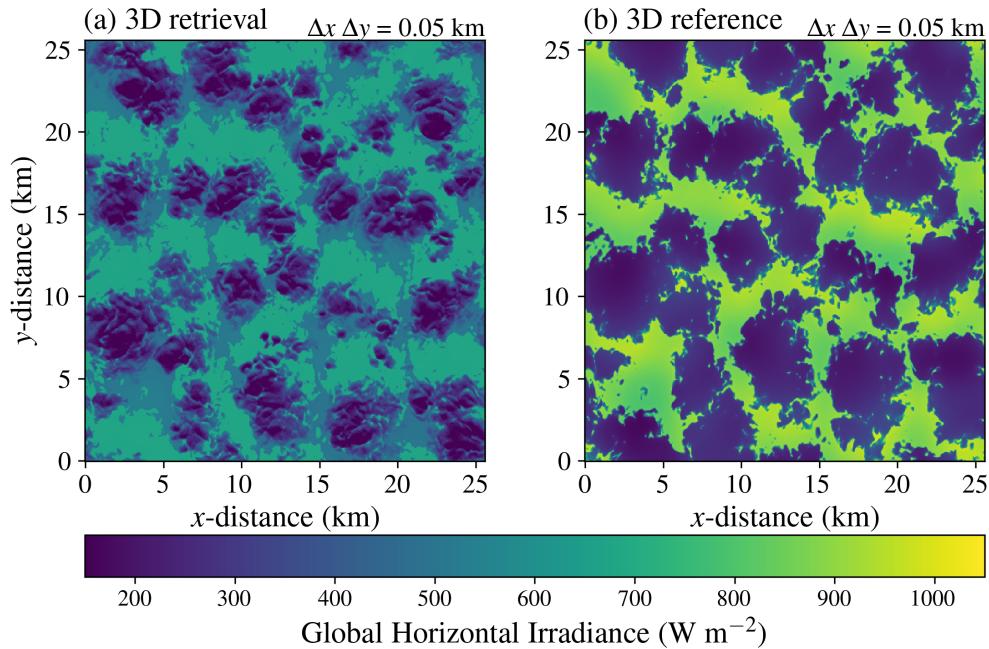 (a) 3D retrieval
Δx Δy = 0.05 km
(b) 3D reference
Δx Δy = 0.05 km
25
20
15
10
5
0
y-distance (km)
0 5 10 15 20 25
x-distance (km)
25
20
15
10
5
0
0 5 10 15 20 25
x-distance (km)
200 300 400 500 600 700 800 900 1000
Global Horizontal Irradiance (W m⁻²)